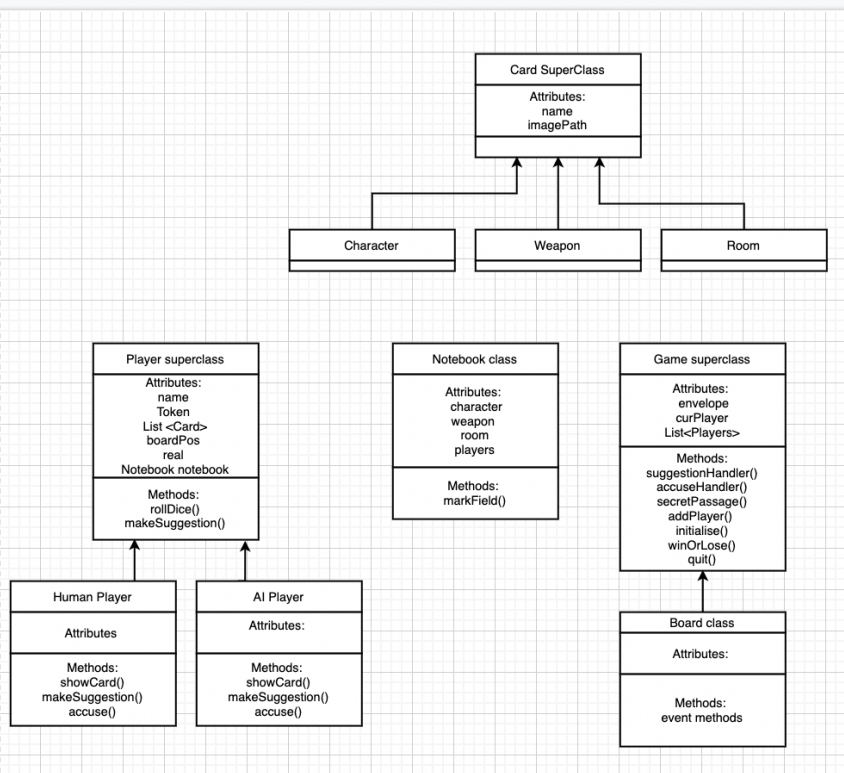 Card SuperClass
Attributes:
name
imagePath
Character
Weapon
Room
Player superclass
Attributes:
name
Token
List <Card>
boardPos
real
Notebook notebook
Methods:
rollDice()
makeSuggestion()
Notebook class
Attributes:
character
weapon
room
players
Methods:
markField()
Game superclass
Attributes:
envelope
curPlayer
List<Players>
Methods:
suggestionHandler()
accuseHandler()
secretPassage()
addPlayer()
initialise()
winOrLose()
quit()
Human Player
Attributes
Methods:
showCard()
makeSuggestion()
accuse()
AI Player
Attributes:
Methods:
showCard()
makeSuggestion()
accuse()
Board class
Attributes:
Methods:
event methods